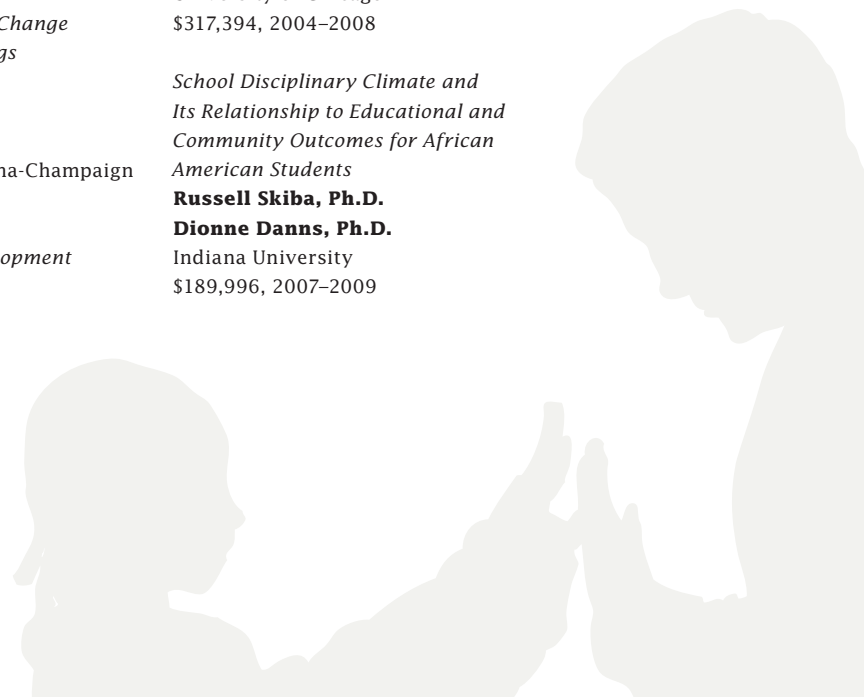 Change
$317,394, 2004–2008
School Disciplinary Climate and
Its Relationship to Educational and
Community Outcomes for African
American Students
Russell Skiba, Ph.D.
Dionne Danns, Ph.D.
Indiana University
$189,996, 2007–2009